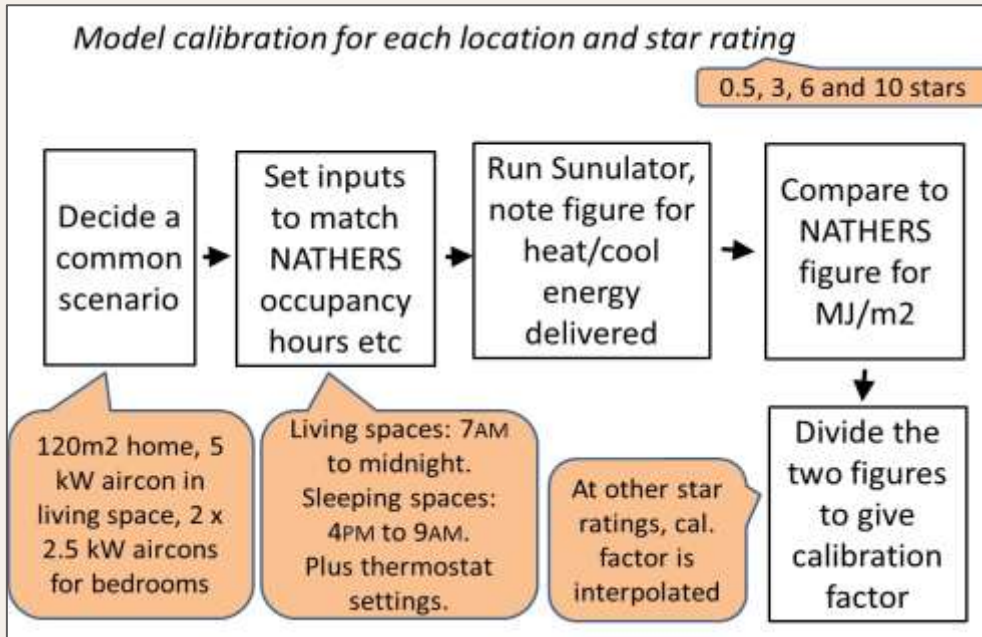 Model calibration for each location and star rating
0.5, 3, 6 and 10 stars
Decide a
common
scenario
Set inputs
to match
NATHERS
occupancy
hours etc
Run Sunulator,
note figure for
heat/cool
energy
delivered
Compare to
NATHERS
figure for
MJ/m2
120m2 home, 5
kW aircon in
living space, 2 x
2.5 kW aircons
for bedrooms
Living spaces: 7AM
to midnight.
Sleeping spaces:
4PM to 9AM.
Plus thermostat
settings.
At other star
ratings, cal.
factor is
interpolated
Divide the
two figures
to give
calibration
factor